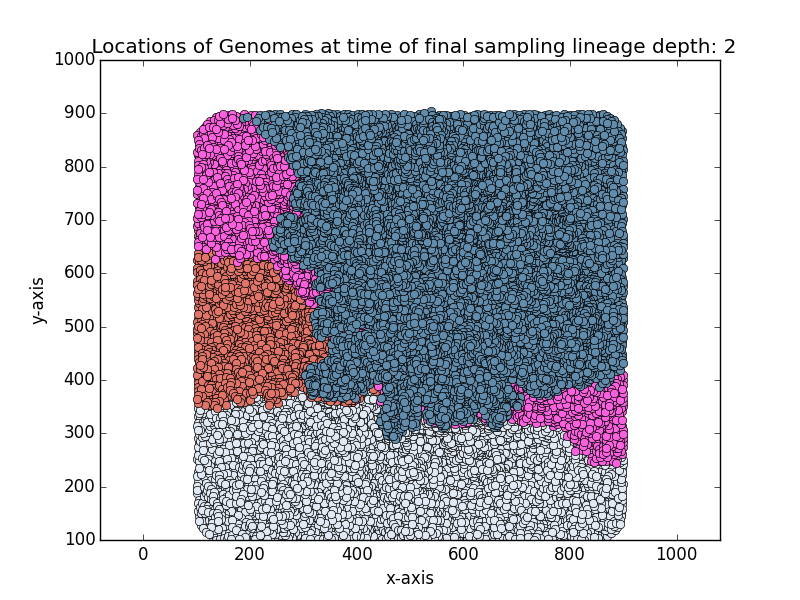 Locations of Genomes at time of final sampling lineage depth: 2
1000
900
800
700
600
500
400
300
200
100
y-axis
0 200 400 600 800 1000
x-axis